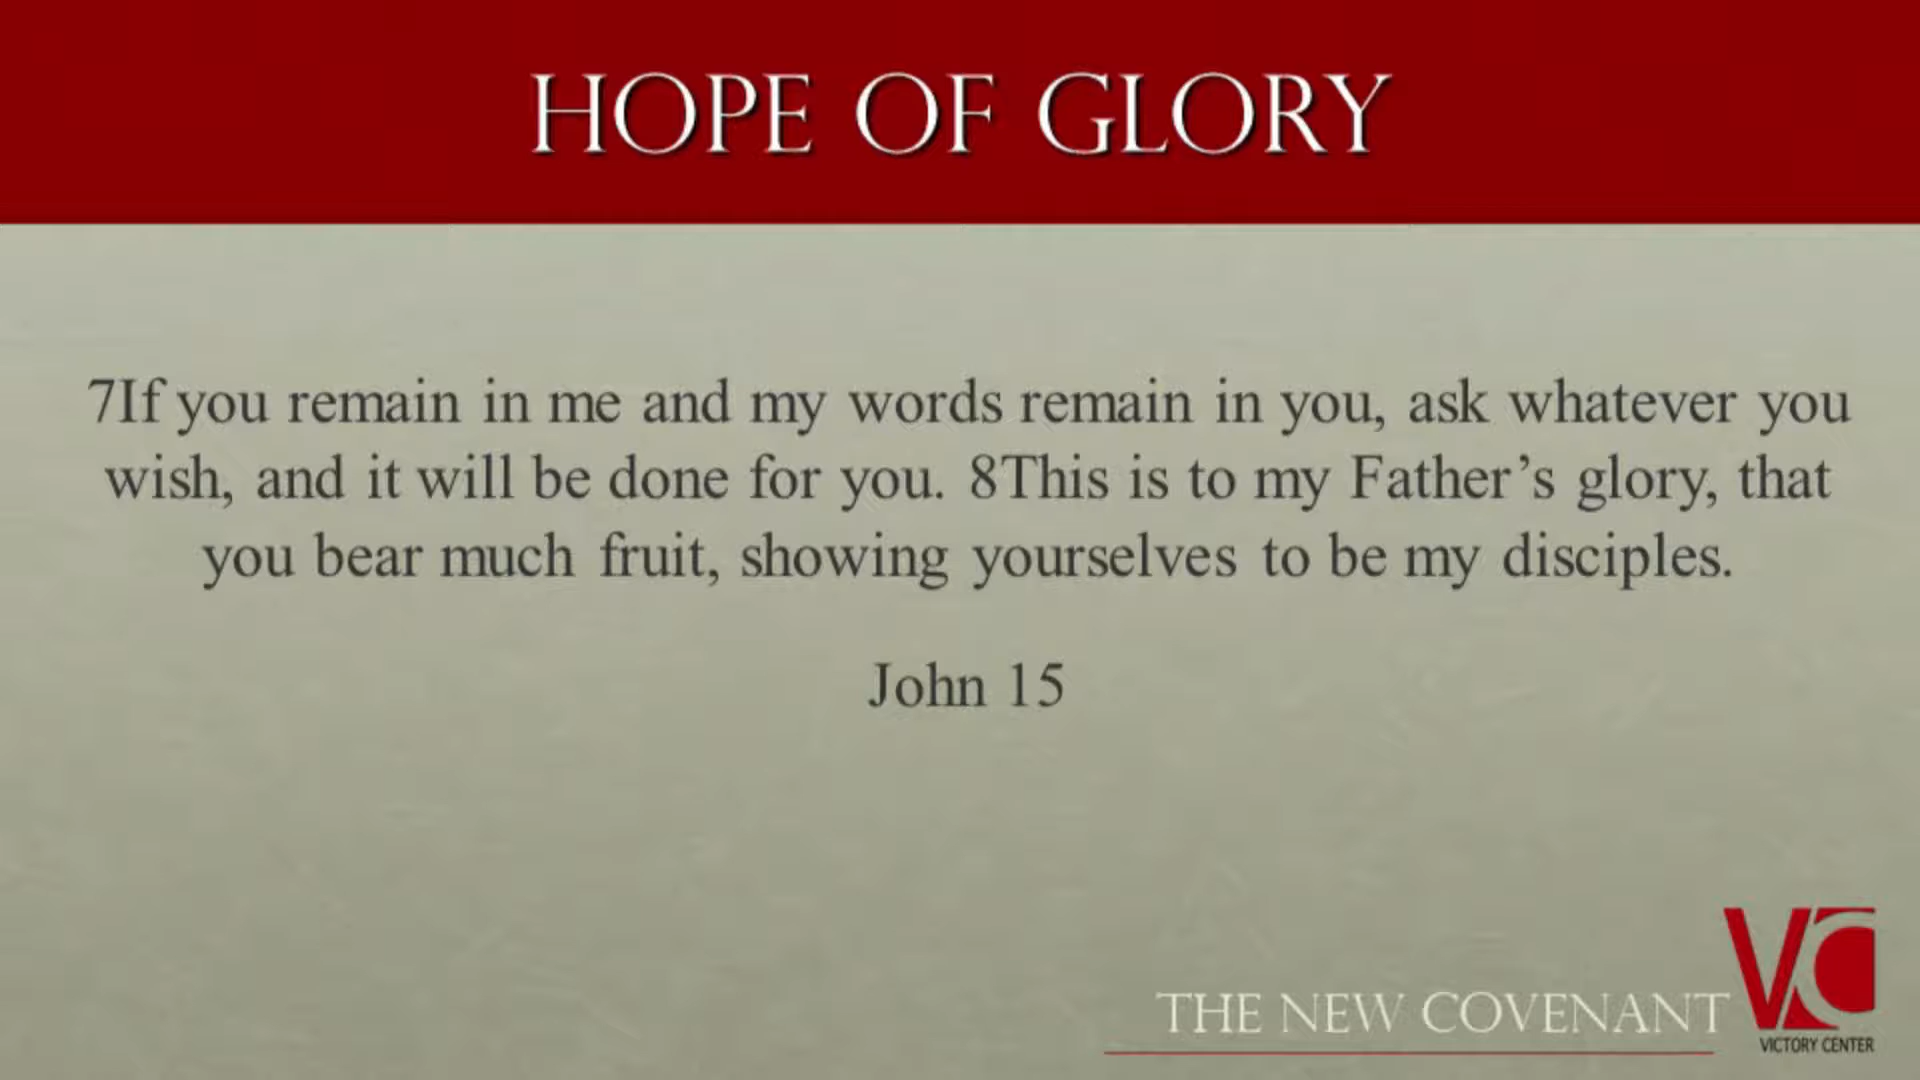 HOPE OF GLORY
7If you remain in me and my words remain in you, ask whatever you
wish, and it will be done for you. 8This is to my Father’s glory, that
you bear much fruit, showing yourselves to be my disciples.
John 15
THE NEW COVENANT
VC
VICTORY CENTER